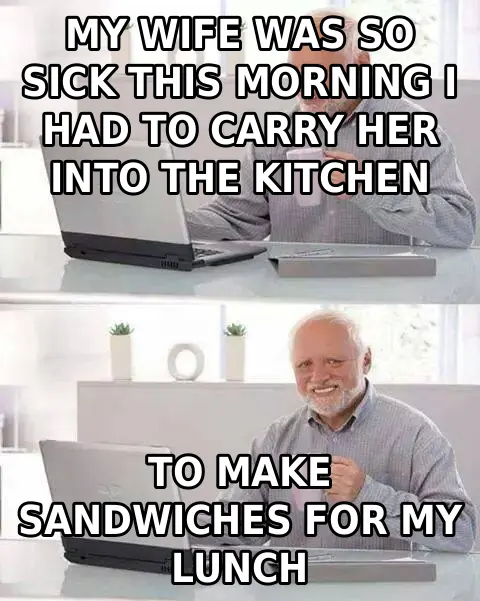 MY WIFE WAS SO
SICK THIS MORNING I
HAD TO CARRY HER
INTO THE KITCHEN
TO MAKE
SANDWICHES FOR MY
LUNCH